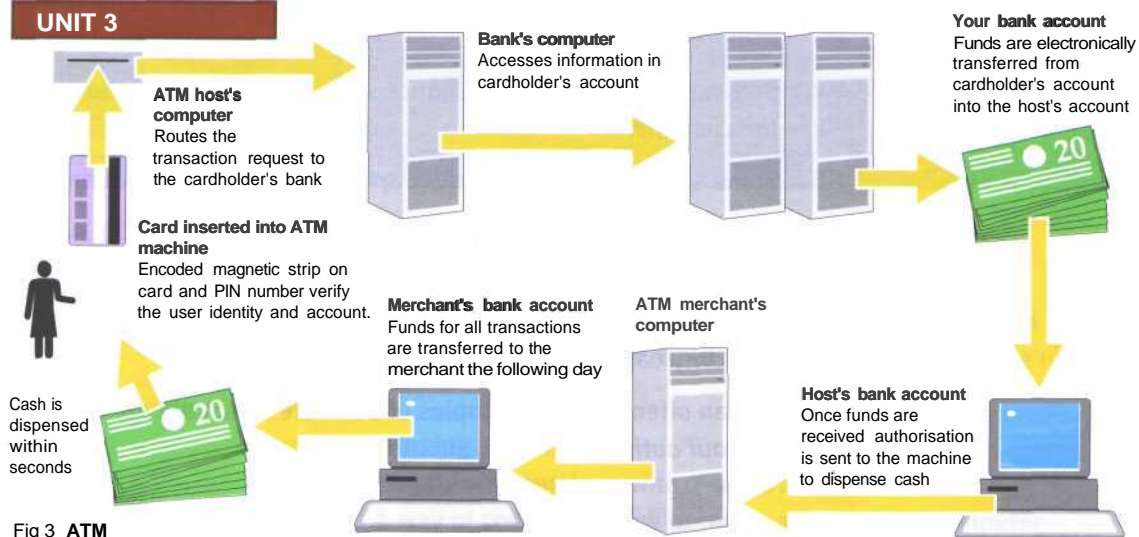 UNIT 3
ATM host's
computer
Routes the
transaction request to
the cardholder's bank
Bank's computer
Accesses information in
cardholder's account
Your bank account
Funds are electronically
transferred from
cardholder's account
into the host's account
20
Card inserted into ATM
machine
Encoded magnetic strip on
card and PIN number verify
the user identity and account.
Merchant's bank account
Funds for all transactions
are transferred to the
merchant the following day
ATM merchant's
computer
Host's bank account
Once funds are
received authorisation
is sent to the machine
to dispense cash
Cash is
dispensed
within
seconds
20
Fig 3 ATM